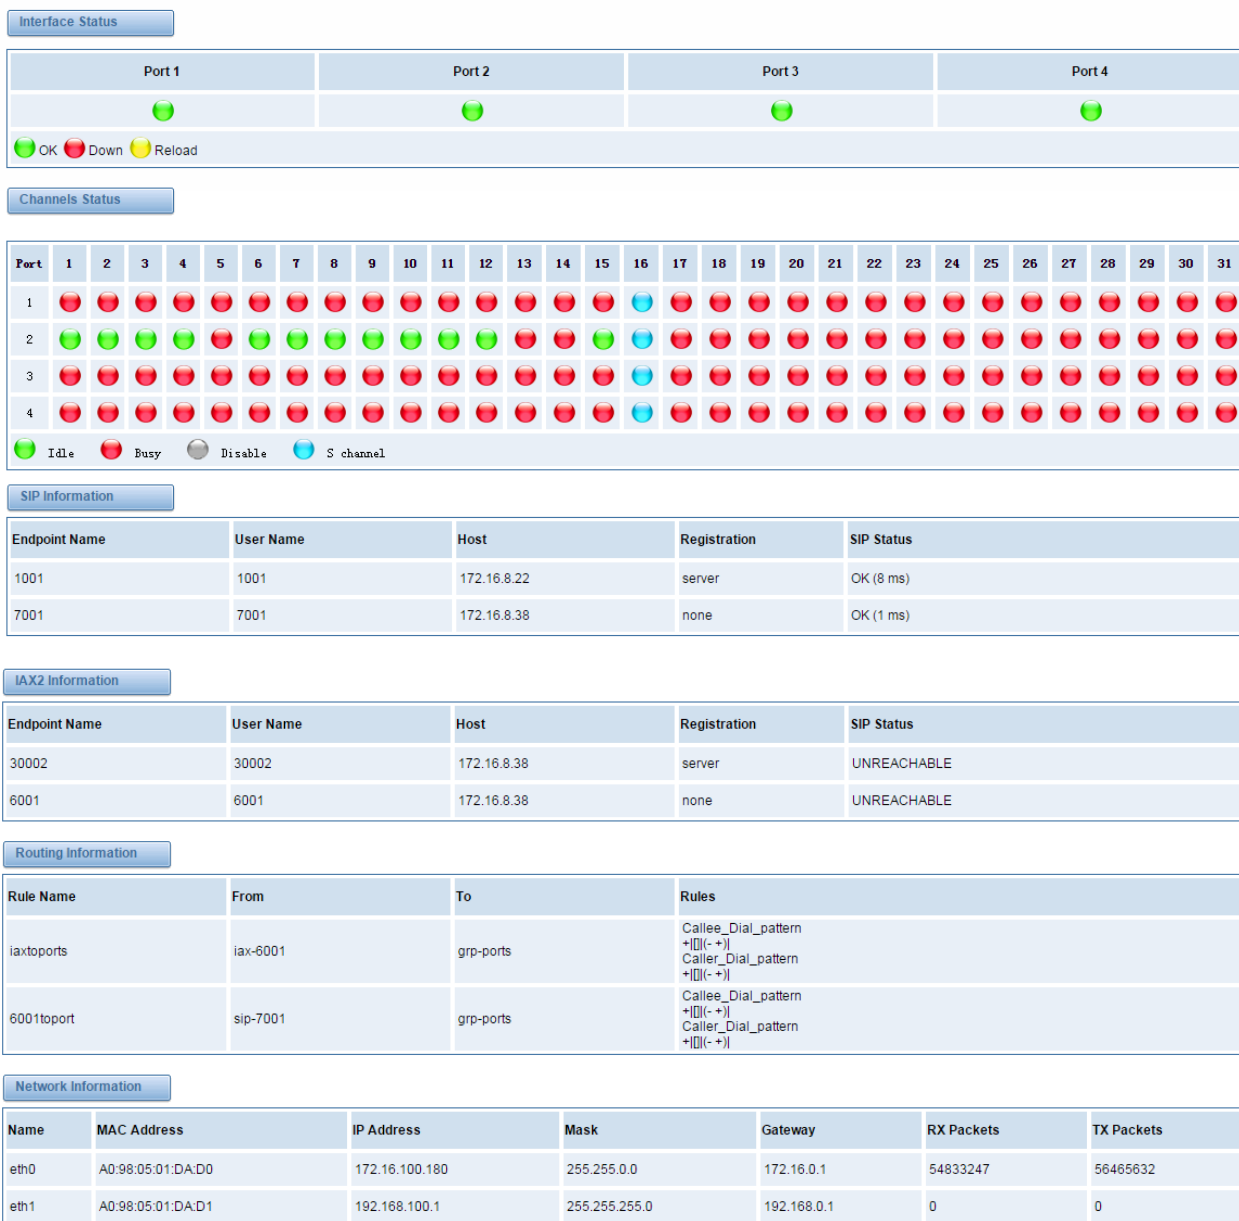 Interface Status
Port 1 Port 2 Port 3 Port 4
OK Down Reload
Channels Status
Port 1 2 3 4 5 6 7 8 9 10 11 12 13 14 15 16 17 18 19 20 21 22 23 24 25 26 27 28 29 30 31
1
2
3
4
Idle Busy Disable S channel
SIP Information
Endpoint Name User Name Host Registration SIP Status
1001 1001 172.16.8.22 server OK (8 ms)
7001 7001 172.16.8.38 none OK (1 ms)
IAX2 Information
Endpoint Name User Name Host Registration SIP Status
30002 30002 172.16.8.38 server UNREACHABLE
6001 6001 172.16.8.38 none UNREACHABLE
Routing Information
Rule Name From To Rules
iaxtoports iax-6001 grp-ports
Callee_Dial_pattern
+|[]|(- +)|
Caller_Dial_pattern
+|[]|(- +)|
6001toport sip-7001 grp-ports
Callee_Dial_pattern
+|[]|(- +)|
Caller_Dial_pattern
+|[]|(- +)|
Network Information
Name MAC Address IP Address Mask Gateway RX Packets TX Packets
eth0 A0:98:05:01:DA:D0 172.16.100.180 255.255.0.0 172.16.0.1 54833247 56465632
eth1 A0:98:05:01:DA:D1 192.168.100.1 255.255.255.0 192.168.0.1 0 0